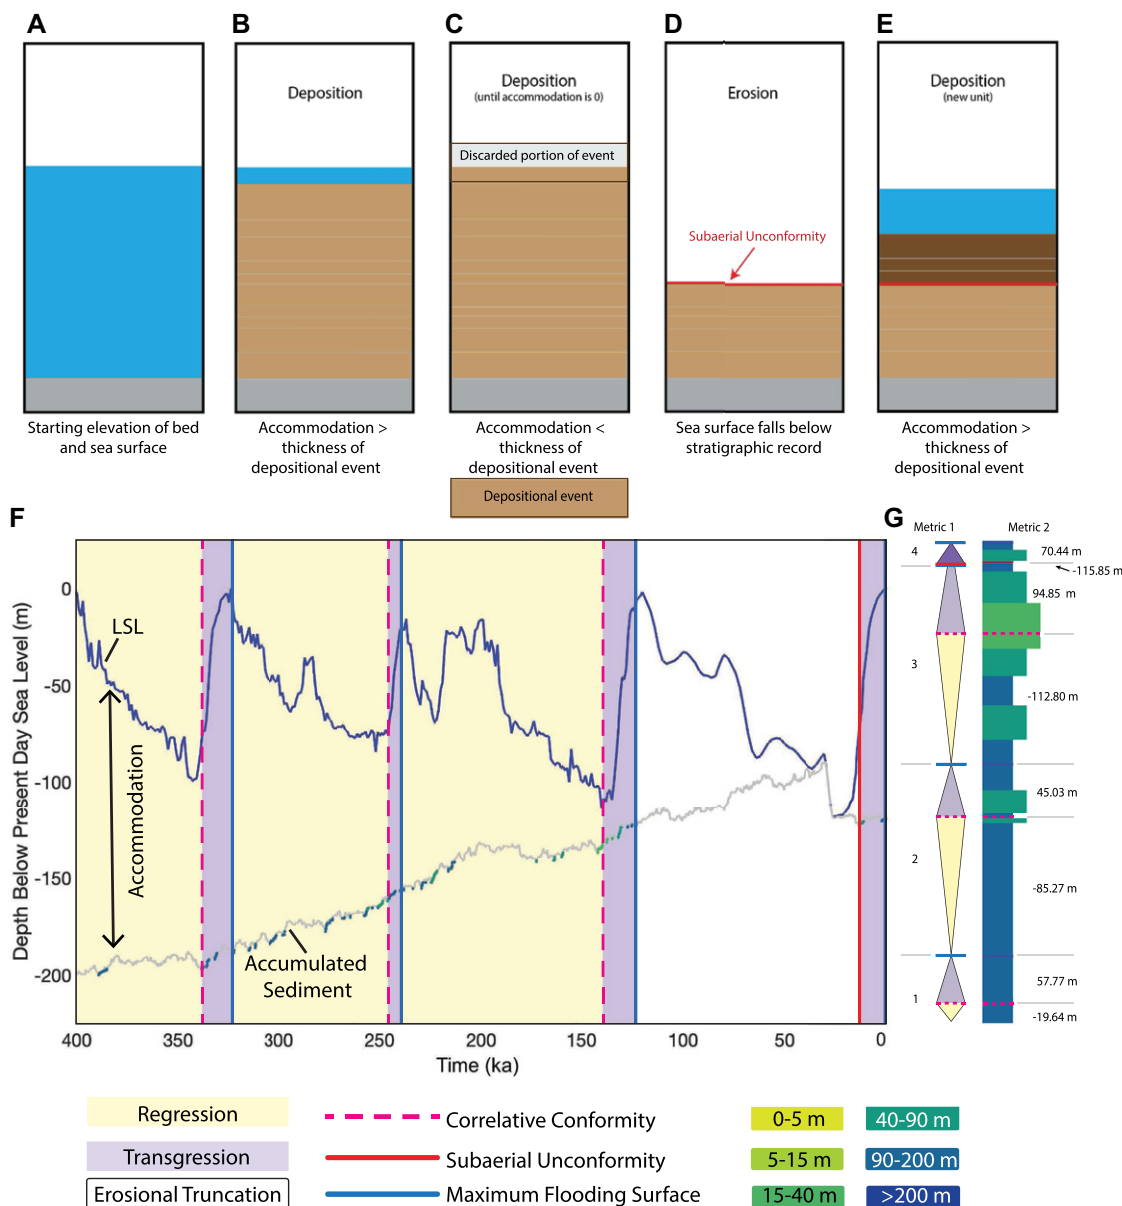 A
B
C
D
E
Deposition
Deposition
(until accommodation is 0)
Erosion
Deposition
(new unit)
Discarded portion of event
Subaerial Unconformity
Starting elevation of bed
and sea surface
Accommodation >
thickness of
depositional event
Accommodation <
thickness of
depositional event
Sea surface falls below
stratigraphic record
Accommodation >
thickness of
depositional event
Depositional event
F
Depth Below Present Day Sea Level (m)
0
-50
-100
-150
-200
LSL
Accommodation
Accumulated
Sediment
400
350
300
250
200
150
100
50
0
Time (ka)
G
Metric 1
Metric 2
4
3
2
1
70.44 m
-115.85 m
94.85 m
-112.80 m
45.03 m
-85.27 m
57.77 m
-19.64 m
Regression
Transgression
Erosional Truncation
Correlative Conformity
Subaerial Unconformity
Maximum Flooding Surface
0-5 m
40-90 m
5-15 m
90-200 m
15-40 m
>200 m